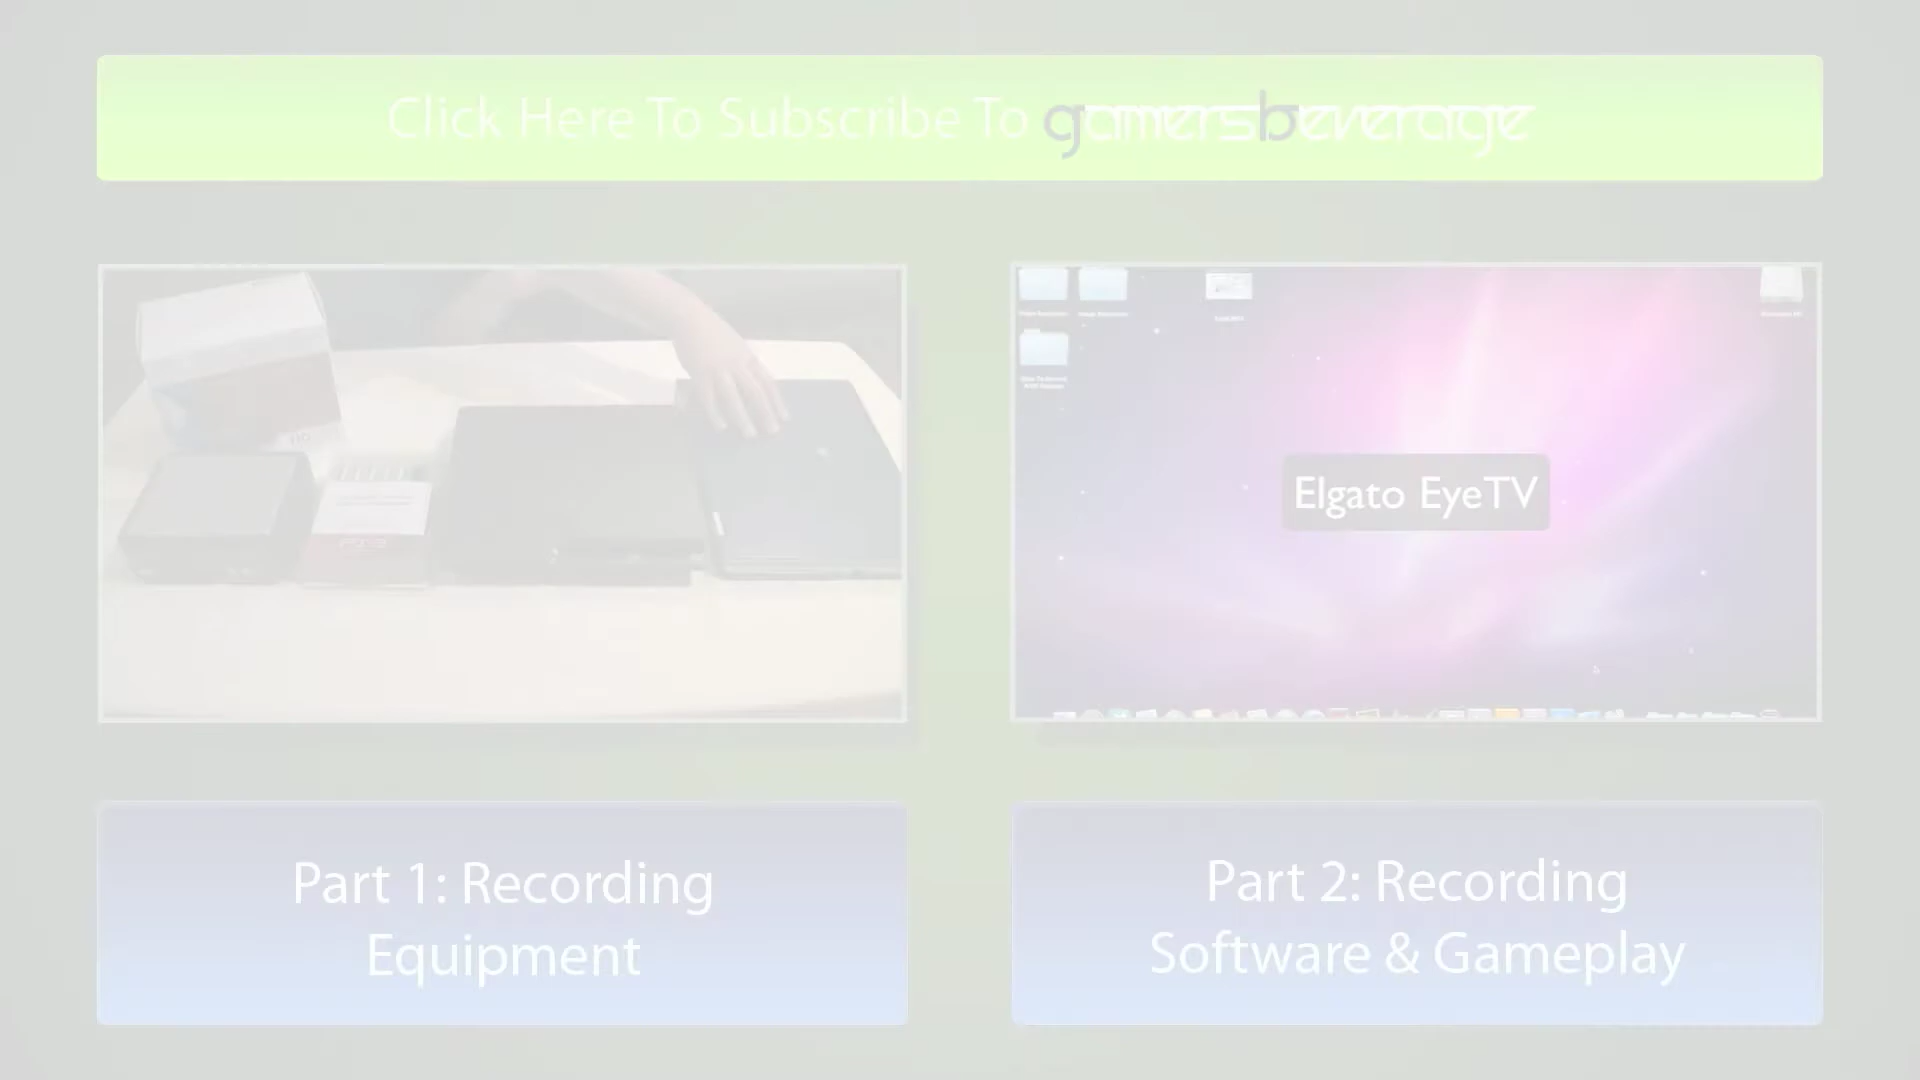 Click Here To Subscribe To gamersbeverage
Elgato EyeTV
Part 1: Recording
Equipment
Part 2: Recording
Software & Gameplay